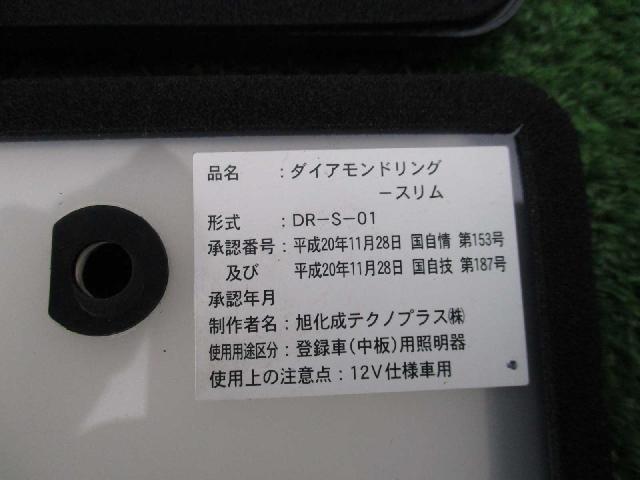 品名 : ダイアモンドリング
ースリム
形式 : DR-S-01
承認番号 : 平成20年11月28日 国自情 第153号
及び 平成20年11月28日 国自技 第187号
承認年月
制作者名 : 旭化成テクノプラス㈱
使用用途区分 : 登録車(中板)用照明器
使用上の注意点 : 12V仕様車用